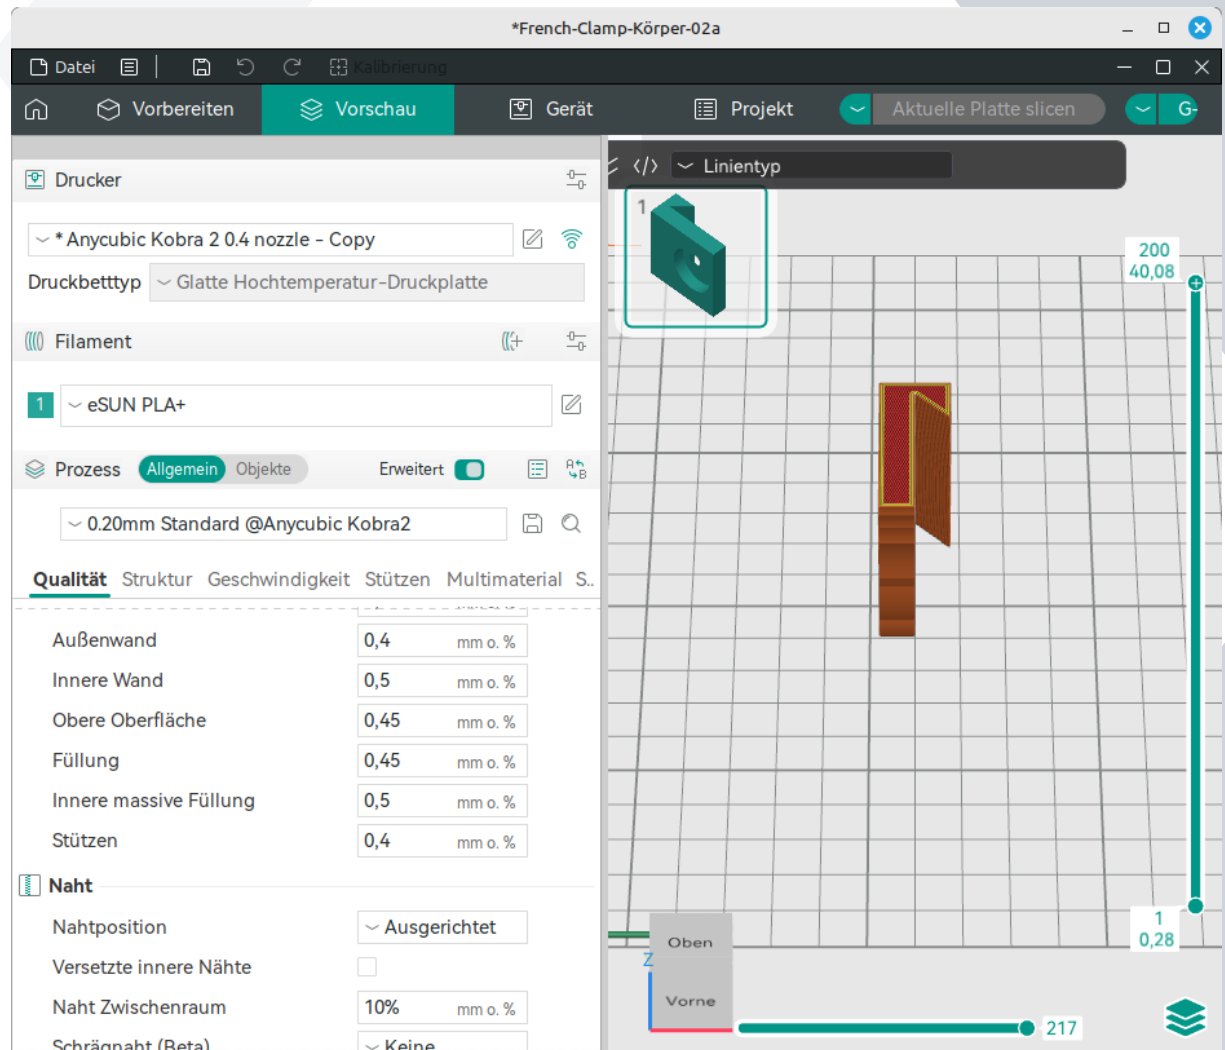 *French-Clamp-Körper-02a
Datei
Kalibrierung
Vorbereiten
Vorschau
Gerät
Projekt
Aktuelle Platte slicen
G-
Drucker
* Anycubic Kobra 2 0.4 nozzle - Copy
Druckbetttyp
Glatte Hochtemperatur-Druckplatte
Filament
1
eSUN PLA+
Prozess
Allgemein
Objekte
Erweitert
0.20mm Standard @Anycubic Kobra2
Qualität
Struktur
Geschwindigkeit
Stützen
Multimaterial
S..
Außenwand
0,4
mm o. %
Innere Wand
0,5
mm o. %
Obere Oberfläche
0,45
mm o. %
Füllung
0,45
mm o. %
Innere massive Füllung
0,5
mm o. %
Stützen
0,4
mm o. %
Naht
Nahtposition
Ausgerichtet
Versetzte innere Nähte
Naht Zwischenraum
10%
mm o. %
Schrägnaht (Beta)
Keine
Linientyp
1
200
40,08
1
0,28
Oben
Z
Vorne
217